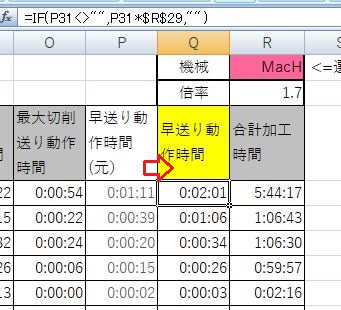 =IF(P31<>"",P31*$R$29,"")
O P Q R
機械 MacH <=選
倍率 1.7
最大切削送り動作時間 早送り動作時間(元) 早送り動作時間 合計加工時間
22 0:00:54 0:01:11 0:02:01 5:44:17
15 0:00:22 0:00:39 0:01:06 1:06:43
32 0:00:24 0:00:20 0:00:34 1:06:30
26 0:00:06 0:00:15 0:00:26 0:59:57
13 0:00:00 0:00:02 0:00:03 0:02:16